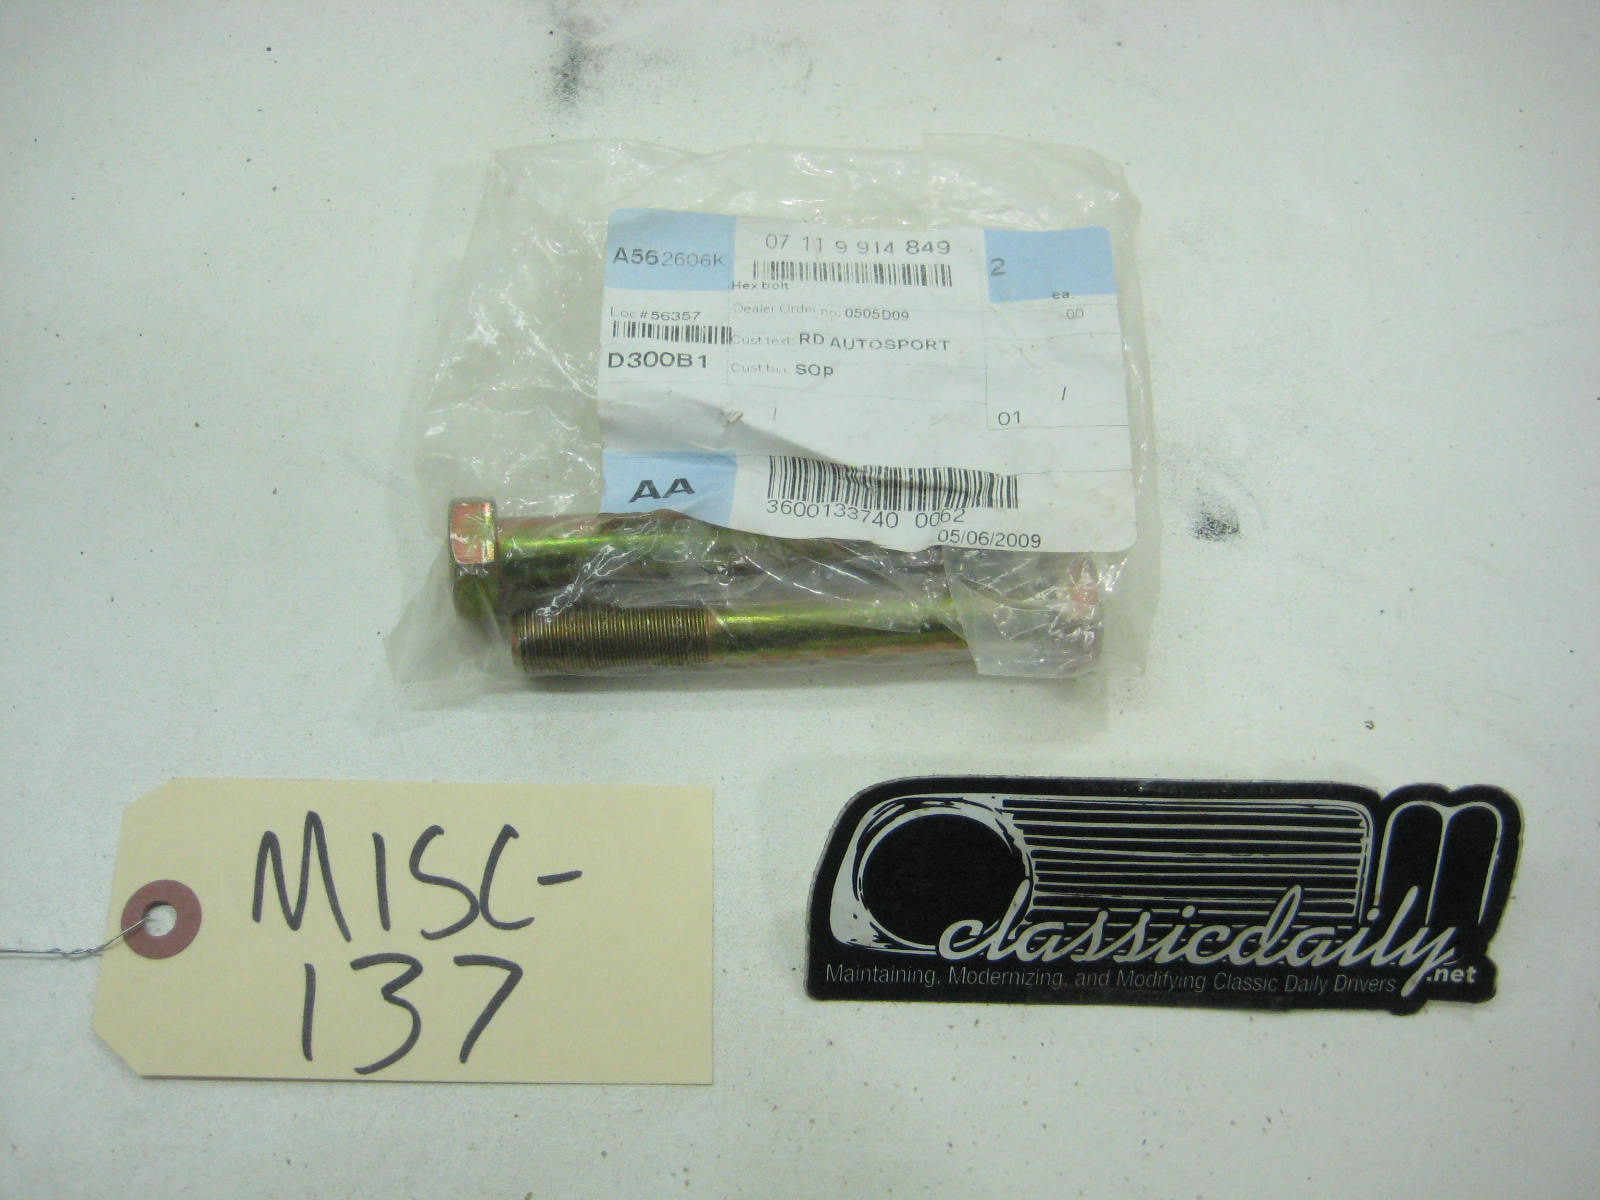 A562606K
07 11 9 914 849
2
Hex bolt
ea.
Loc# 56357
Dealer Order no. 0505D09
00
Cust text: RD AUTOSPORT
D300B1
Cust bin: SOp
/
01
AA
3600133740 0062
05/06/2009
MISC-
137
classicdaily
.net
Maintaining, Modernizing, and Modifying Classic Daily Drivers